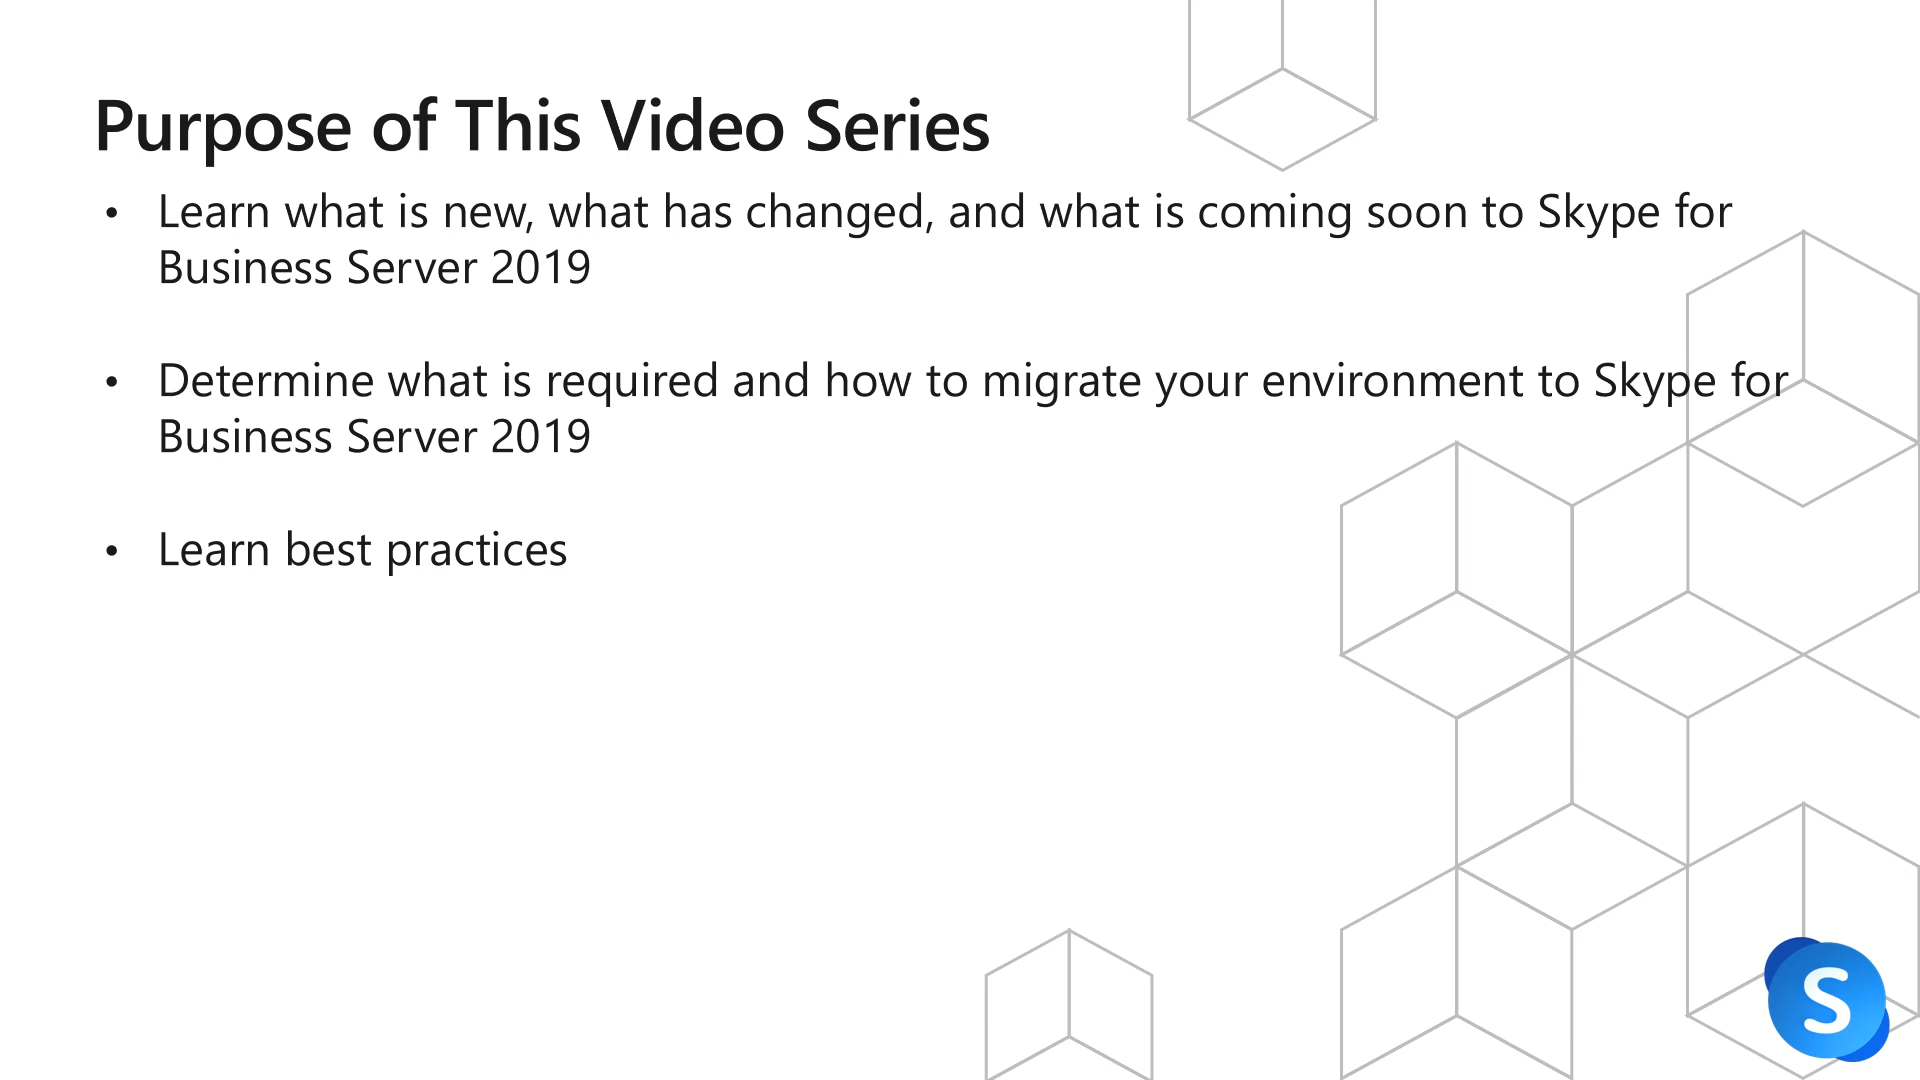 Purpose of This Video Series
• Learn what is new, what has changed, and what is coming soon to Skype for
Business Server 2019
• Determine what is required and how to migrate your environment to Skype for
Business Server 2019
• Learn best practices
S